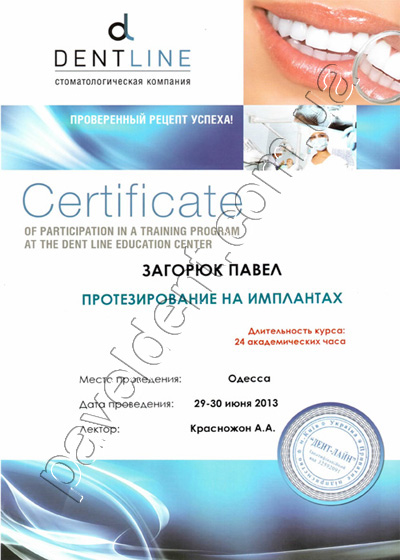 DENTLINE
стоматологическая компания
ПРОВЕРЕННЫЙ РЕЦЕПТ УСПЕХА!
Certificate
OF PARTICIPATION IN A TRAINING PROGRAM
AT THE DENT LINE EDUCATION CENTER
ЗАГОРЮК ПАВЕЛ
ПРОТЕЗИРОВАНИЕ НА ИМПЛАНТАХ
Длительность курса:
24 академических часа
Место проведения: Одесса
Дата проведения: 29-30 июня 2013
Лектор: Красножон А.А.
"ДЕНТ-ЛАЙН"
paveldent.com.ua